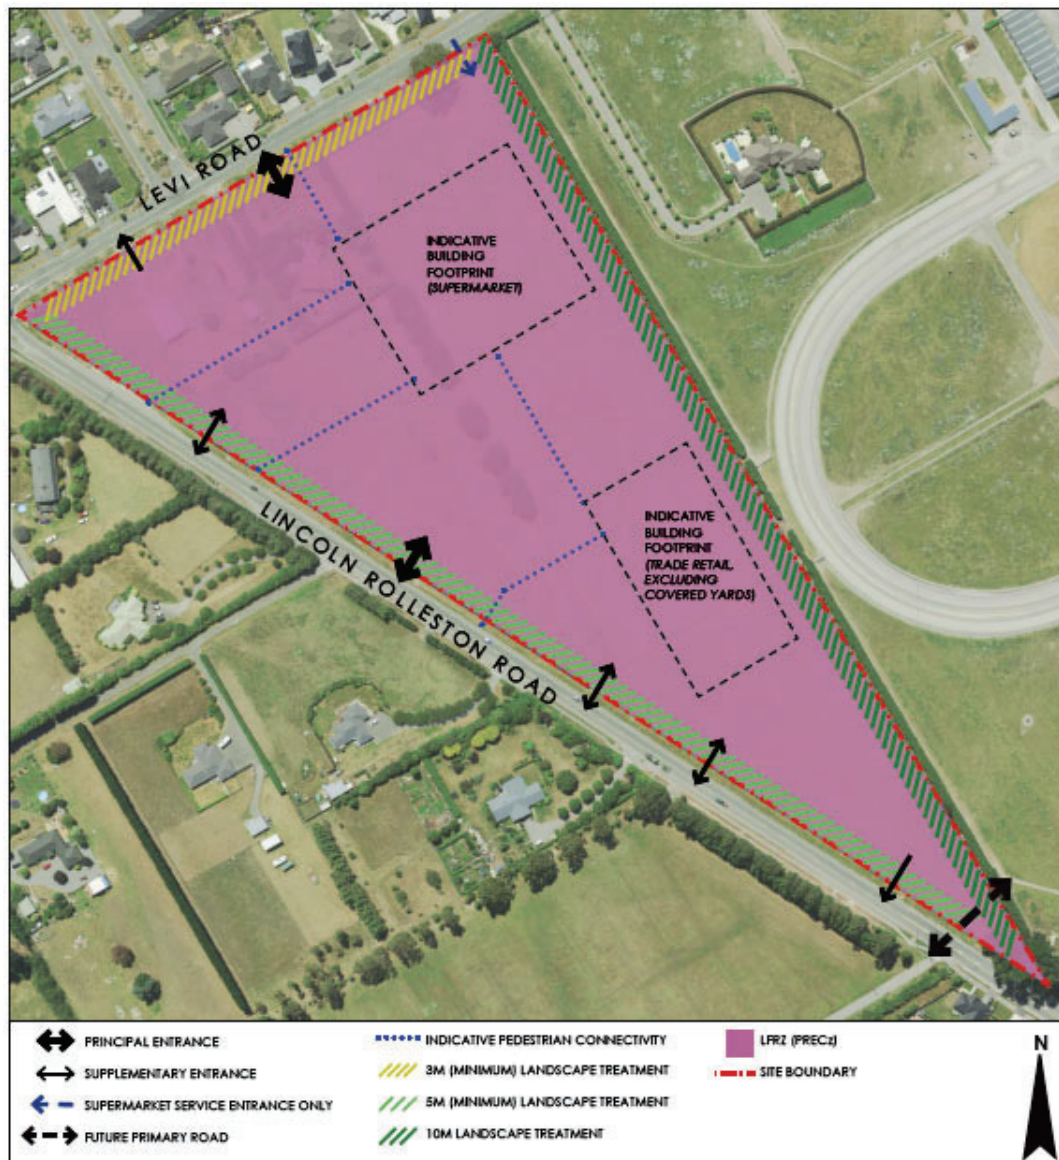 LEVI ROAD
INDICATIVE
BUILDING
FOOTPRINT
(SUPERMARKET)
INDICATIVE
BUILDING
FOOTPRINT
(TRADE RETAIL,
EXCLUDING
COVERED YARDS)
LINCOLN ROLLESTON ROAD
PRINCIPAL ENTRANCE
SUPPLEMENTARY ENTRANCE
SUPERMARKET SERVICE ENTRANCE ONLY
FUTURE PRIMARY ROAD
INDICATIVE PEDESTRIAN CONNECTIVITY
3M (MINIMUM) LANDSCAPE TREATMENT
5M (MINIMUM) LANDSCAPE TREATMENT
10M LANDSCAPE TREATMENT
LFRZ (PRECz)
SITE BOUNDARY
N